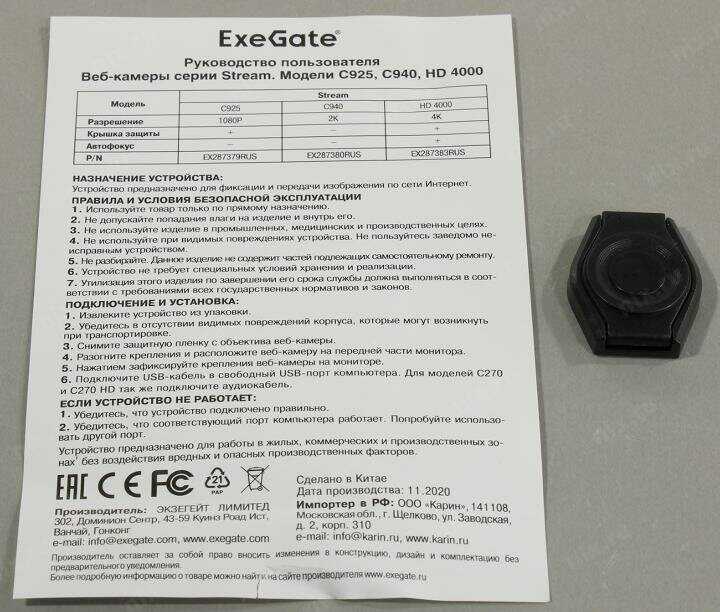 ExeGate®
Руководство пользователя
Веб-камеры серии Stream. Модели C925, C940, HD 4000
Модель Stream
C925 C940 HD 4000
Разрешение 1080P 2K 4K
Крышка защиты + – +
Автофокус – – +
P/N EX287379RUS EX287380RUS EX287383RUS
НАЗНАЧЕНИЕ УСТРОЙСТВА:
Устройство предназначено для фиксации и передачи изображения по сети Интернет.
ПРАВИЛА И УСЛОВИЯ БЕЗОПАСНОЙ ЭКСПЛУАТАЦИИ
1. Используйте товар только по прямому назначению.
2. Не допускайте попадания влаги на изделие и внутрь его.
3. Не используйте изделие в промышленных, медицинских и производственных целях.
4. Не используйте при видимых повреждениях устройства. Не пользуйтесь заведомо не-
исправным устройством.
5. Не разбирайте. Данное изделие не содержит частей подлежащих самостоятельному ремонту.
6. Устройство не требует специальных условий хранения и реализации.
7. Утилизация этого изделия по завершении его срока службы должна выполняться в соот-
ветствии с требованиями всех государственных нормативов и законов.
ПОДКЛЮЧЕНИЕ И УСТАНОВКА:
1. Извлеките устройство из упаковки.
2. Убедитесь в отсутствии видимых повреждений корпуса, которые могут возникнуть
при транспортировке.
3. Снимите защитную пленку с объектива веб-камеры.
4. Разогните крепления и расположите веб-камеру на передней части монитора.
5. Нажатием зафиксируйте крепления веб-камеры на мониторе.
6. Подключите USB-кабель в свободный USB-порт компьютера. Для моделей C270
и C270 HD так же подключите аудиокабель.
ЕСЛИ УСТРОЙСТВО НЕ РАБОТАЕТ:
1. Убедитесь, что устройство подключено правильно.
2. Убедитесь, что соответствующий порт компьютера работает. Попробуйте использо-
вать другой порт.
Устройство предназначено для работы в жилых, коммерческих и производственных зо-
нах без воздействия вредных и опасных производственных факторов.
EAC CE FC 21 PAP
Сделано в Китае
Дата производства: 11.2020
Производитель: ЭКЗЕГЕЙТ ЛИМИТЕД
302, Доминион Сентр, 43-59 Куинз Роад Ист,
Ванчай, Гонконг
e-mail: info@exegate.com, www.exegate.com
Импортер в РФ: ООО «Карин», 141108,
Московская обл., г. Щелково, ул. Заводская,
д. 2, корп. 310
e-mail: info@karin.ru, www.karin.ru
Производитель оставляет за собой право вносить изменения в конструкцию, дизайн и комплектацию без
предварительного уведомления.
Более подробную информацию о товаре можно найти на сайте производителя www.exegate.ru